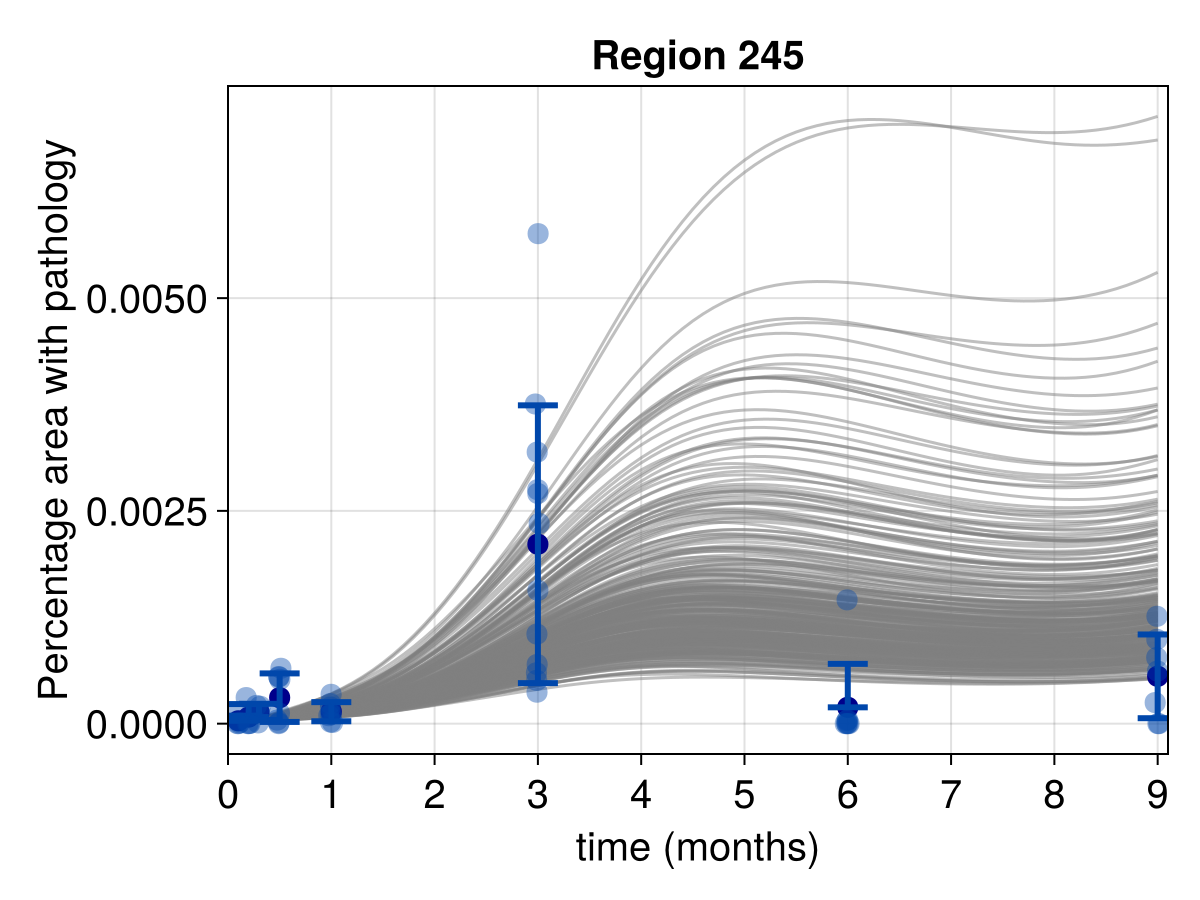 Region 245
Percentage area with pathology
0.0050
0.0025
0.0000
0 1 2 3 4 5 6 7 8 9
time (months)